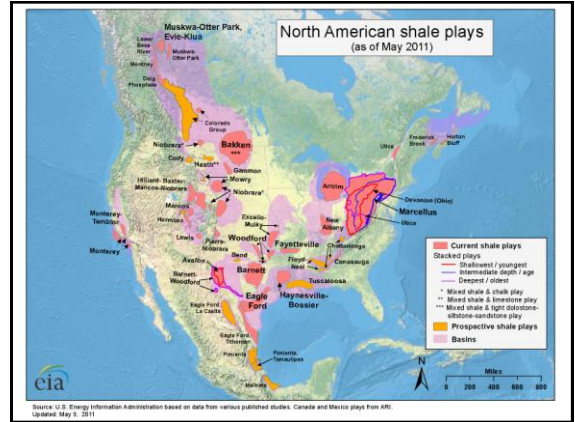 North American shale plays
(as of May 2011)
Muskwa-Otter Park,
Evie-Klua
Lower
Besa
River
Muskwa-
Otter Park
Montney
Doig
Phosphate
Colorado
Group
Bakken
***
Niobrara*
Cody
Heath**
Gammon
Mowry
Hilliard-Baxter-
Mancos-Niobrara
Niobrara*
Mancos
Hermosa
Lewis
Pierre-
Niobrara
Monterey-
Temblor
Monterey
Avalon
Barnett-
Woodford
Bend
Excello-
Mulky
Woodford
Fayetteville
Barnett
Eagle
Ford
Haynesville-
Bossier
Tuscaloosa
Floyd-
Neal
Chattanooga
Conasauga
New
Albany
Antrim
Devonian (Ohio)
Marcellus
Utica
Utica
Frederick
Brook
Horton
Bluff
Eagle Ford,
La Casita
Eagle Ford,
Tithonian
Pimienta
Pimienta,
Tamaulipas
Maltrata
Current shale plays
Stacked plays
Shallowest / youngest
Intermediate depth / age
Deepest / oldest
* Mixed shale & chalk play
** Mixed shale & limestone play
*** Mixed shale & tight dolostone-
siltstone-sandstone play
Prospective shale plays
Basins
N
Miles
0 200 400 600 800
eia
Source: U.S. Energy Information Administration based on data from various published studies. Canada and Mexico plays from ARI.
Updated: May 9, 2011